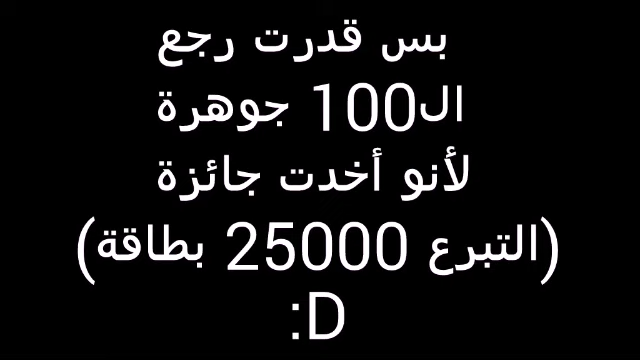 بس قدرت رجع
ال100 جوهرة
لأنو أخدت جائزة
(التبرع 25000 بطاقة)
:D